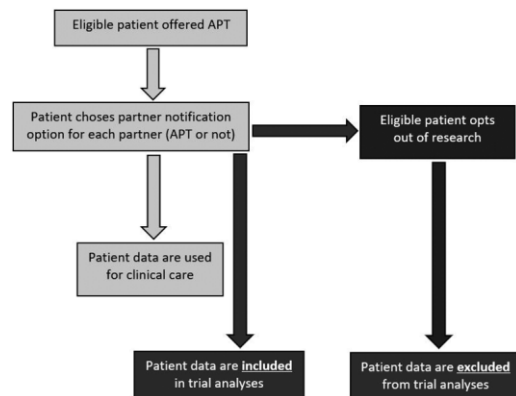 Eligible patient offered APT
Patient choses partner notification
option for each partner (APT or not)
Eligible patient opts
out of research
Patient data are used
for clinical care
Patient data are included
in trial analyses
Patient data are excluded
from trial analyses